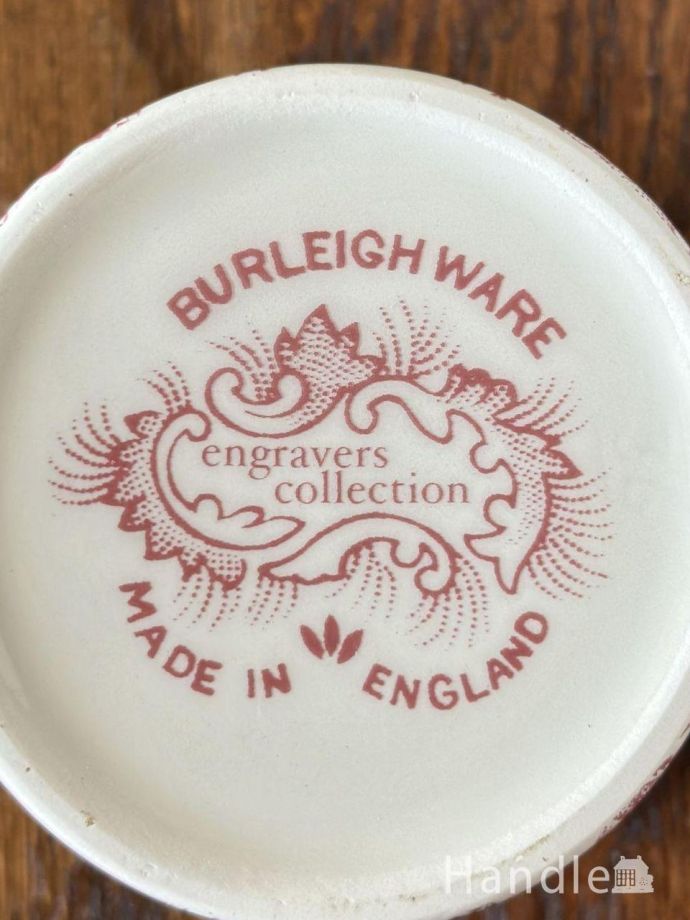 BURLEIGH WARE
engravers
collection
MADE IN ENGLAND
Handle